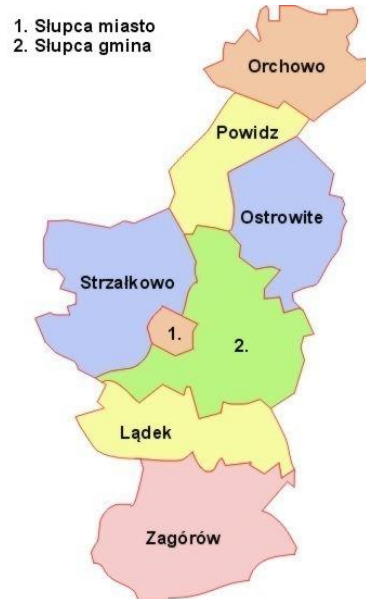 1. Słupca miasto
2. Słupca gmina
Orchowo
Powidz
Ostrowite
Strzałkowo
1.
2.
Lądek
Zagórów